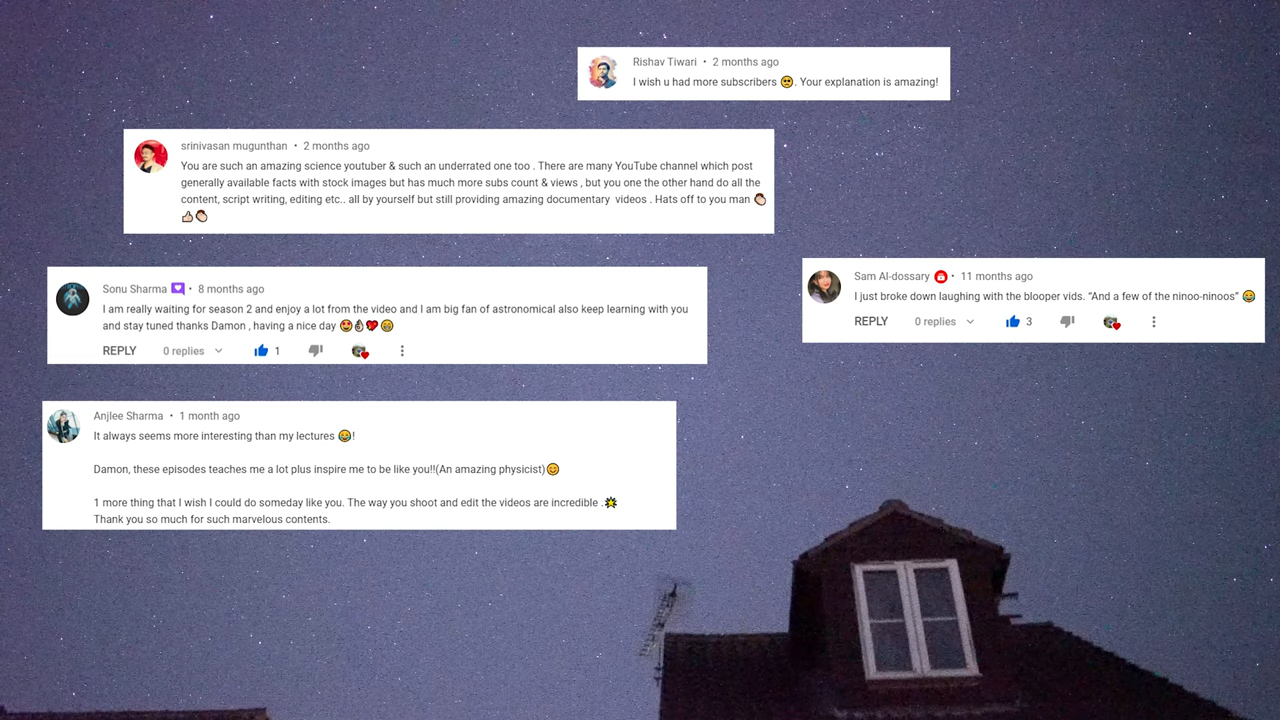 Rishav Tiwari • 2 months ago
I wish u had more subscribers 🥺. Your explanation is amazing!
srinivasan mugunthan • 2 months ago
You are such an amazing science youtuber & such an underrated one too . There are many YouTube channel which post
generally available facts with stock images but has much more subs count & views , but you one the other hand do all the
content, script writing, editing etc.. all by yourself but still providing amazing documentary videos . Hats off to you man 👏🏻
👍🏻👏🏻
Sonu Sharma • 8 months ago
I am really waiting for season 2 and enjoy a lot from the video and I am big fan of astronomical also keep learning with you
and stay tuned thanks Damon , having a nice day 😍👌🏻💖😁
REPLY 0 replies 1
Sam Al-dossary • 11 months ago
I just broke down laughing with the blooper vids. “And a few of the ninoo-ninoos” 😂
REPLY 0 replies 3
Anjlee Sharma • 1 month ago
It always seems more interesting than my lectures 😂!
Damon, these episodes teaches me a lot plus inspire me to be like you!!(An amazing physicist)😊
1 more thing that I wish I could do someday like you. The way you shoot and edit the videos are incredible .💥
Thank you so much for such marvelous contents.